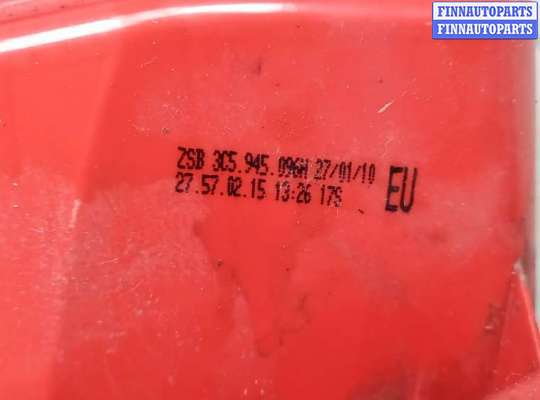 FINNAUTOPARTS
FINNAUTOPARTS
ZSB 3C5.945.096H 27/01/10
27.57.02.15 13:26 17S
EU